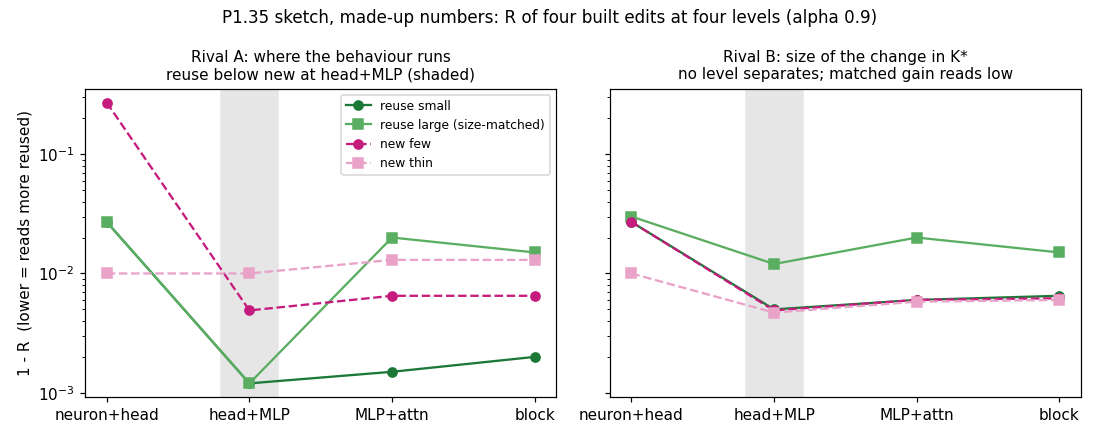 P1.35 sketch, made-up numbers: R of four built edits at four levels (alpha 0.9)
Rival A: where the behaviour runs
reuse below new at head+MLP (shaded)
Rival B: size of the change in K*
no level separates; matched gain reads low
1 - R (lower = reads more reused)
10⁻¹
10⁻²
10⁻³
reuse small
reuse large (size-matched)
new few
new thin
neuron+head
head+MLP
MLP+attn
block
neuron+head
head+MLP
MLP+attn
block